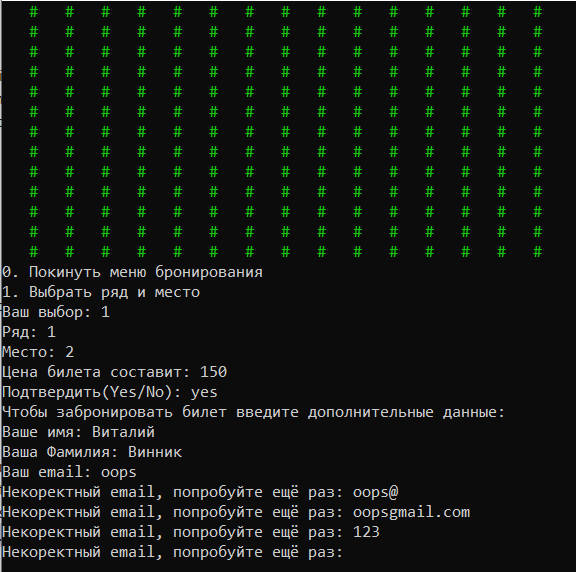 # # # # # # # # # # # # # # #
# # # # # # # # # # # # # # #
# # # # # # # # # # # # # # #
# # # # # # # # # # # # # # #
# # # # # # # # # # # # # # #
# # # # # # # # # # # # # # #
# # # # # # # # # # # # # # #
# # # # # # # # # # # # # # #
# # # # # # # # # # # # # # #
# # # # # # # # # # # # # # #
# # # # # # # # # # # # # # #
# # # # # # # # # # # # # # #
# # # # # # # # # # # # # # #
0. Покинуть меню бронирования
1. Выбрать ряд и место
Ваш выбор: 1
Ряд: 1
Место: 2
Цена билета составит: 150
Подтвердить(Yes/No): yes
Чтобы забронировать билет введите дополнительные данные:
Ваше имя: Виталий
Ваша Фамилия: Винник
Ваш email: oops
Некоректный email, попробуйте ещё раз: oops@
Некоректный email, попробуйте ещё раз: oopsgmail.com
Некоректный email, попробуйте ещё раз: 123
Некоректный email, попробуйте ещё раз: